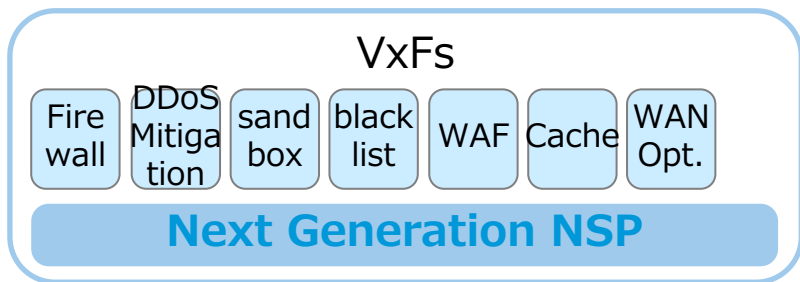 VxFs
Fire
wall
DDoS
Mitiga
tion
sand
box
black
list
WAF
Cache
WAN
Opt.
Next Generation NSP